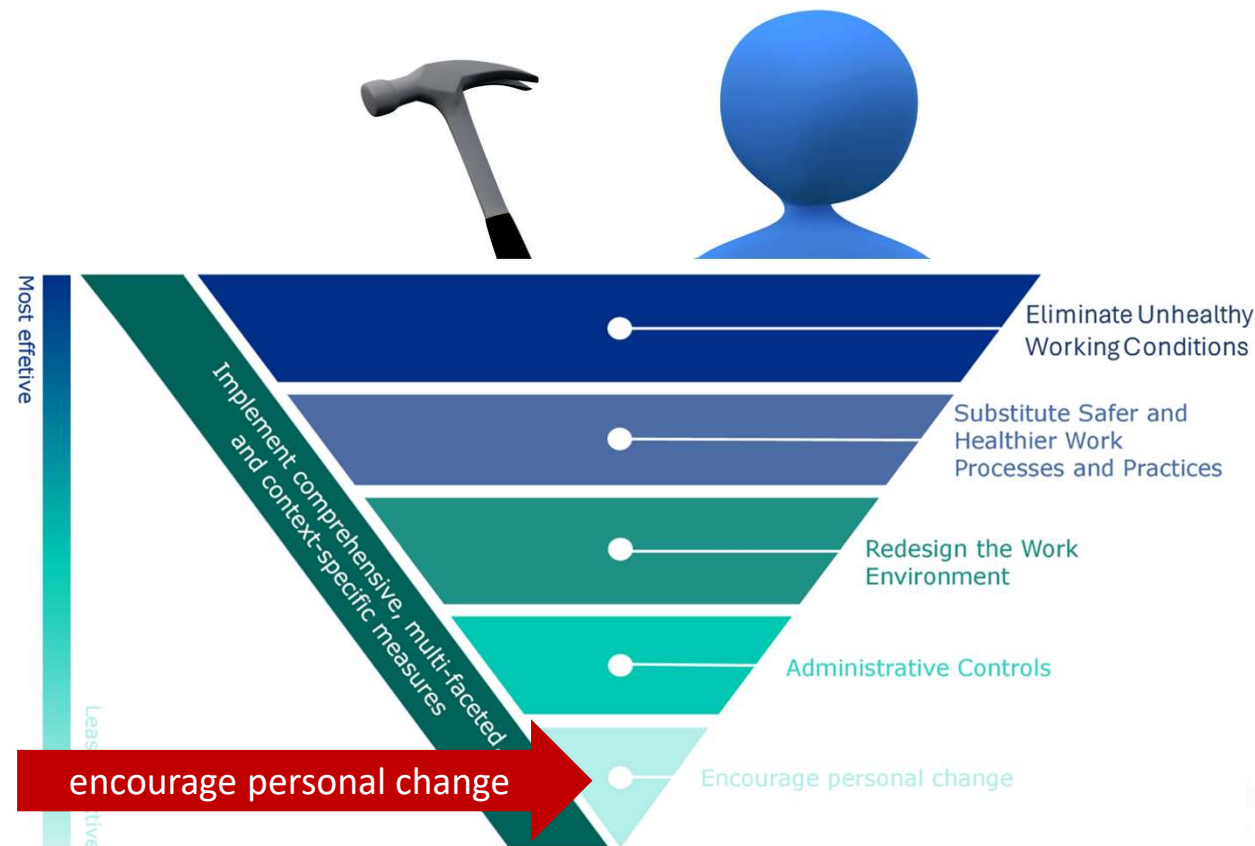 Most effetive
Implement comprehensive, multi-faceted,
and context-specific measures
Eliminate Unhealthy
Working Conditions
Substitute Safer and
Healthier Work
Processes and Practices
Redesign the Work
Environment
Administrative Controls
encourage personal change
Encourage personal change